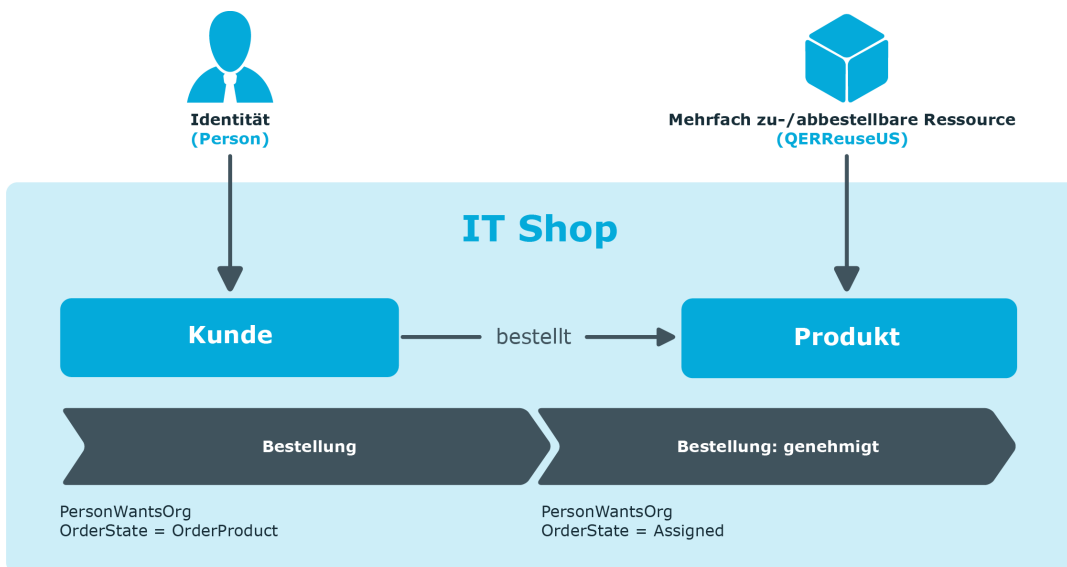 Identität
(Person)
Mehrfach zu-/abbestellbare Ressource
(QERReuseUS)
IT Shop
Kunde
bestellt
Produkt
Bestellung
Bestellung: genehmigt
PersonWantsOrg
OrderState = OrderProduct
PersonWantsOrg
OrderState = Assigned